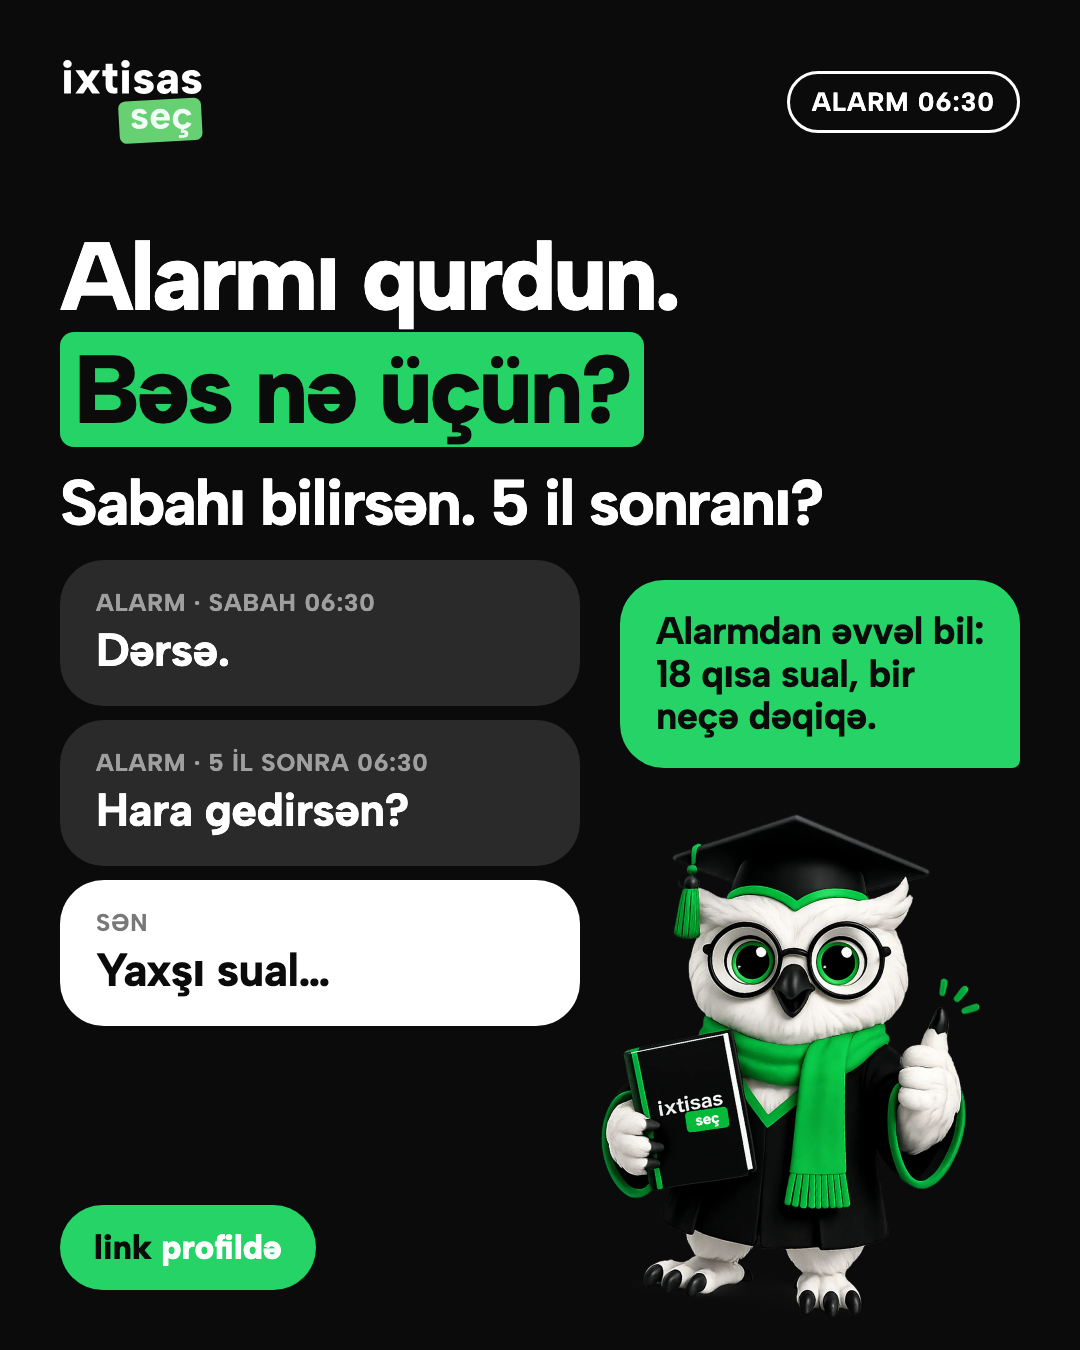 ixtisas
seç
ALARM 06:30
Alarmı qurdun.
Bəs nə üçün?
Sabahı bilirsən. 5 il sonranı?
ALARM · SABAH 06:30
Dərsə.
ALARM · 5 İL SONRA 06:30
Hara gedirsən?
SƏN
Yaxşı sual...
Alarmdan əvvəl bil:
18 qısa sual, bir
neçə dəqiqə.
ixtisas
seç
link profildə